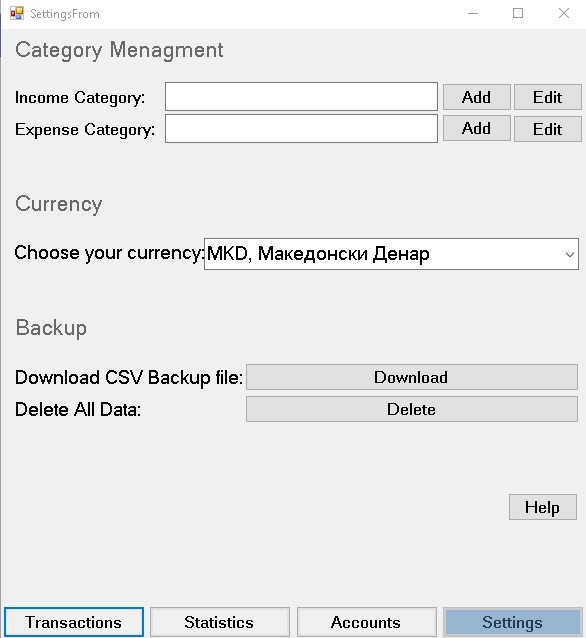 SettingsFrom
Category Menagment
Income Category: Add Edit
Expense Category: Add Edit
Currency
Choose your currency: MKD, Македонски Денар
Backup
Download CSV Backup file: Download
Delete All Data: Delete
Help
Transactions Statistics Accounts Settings